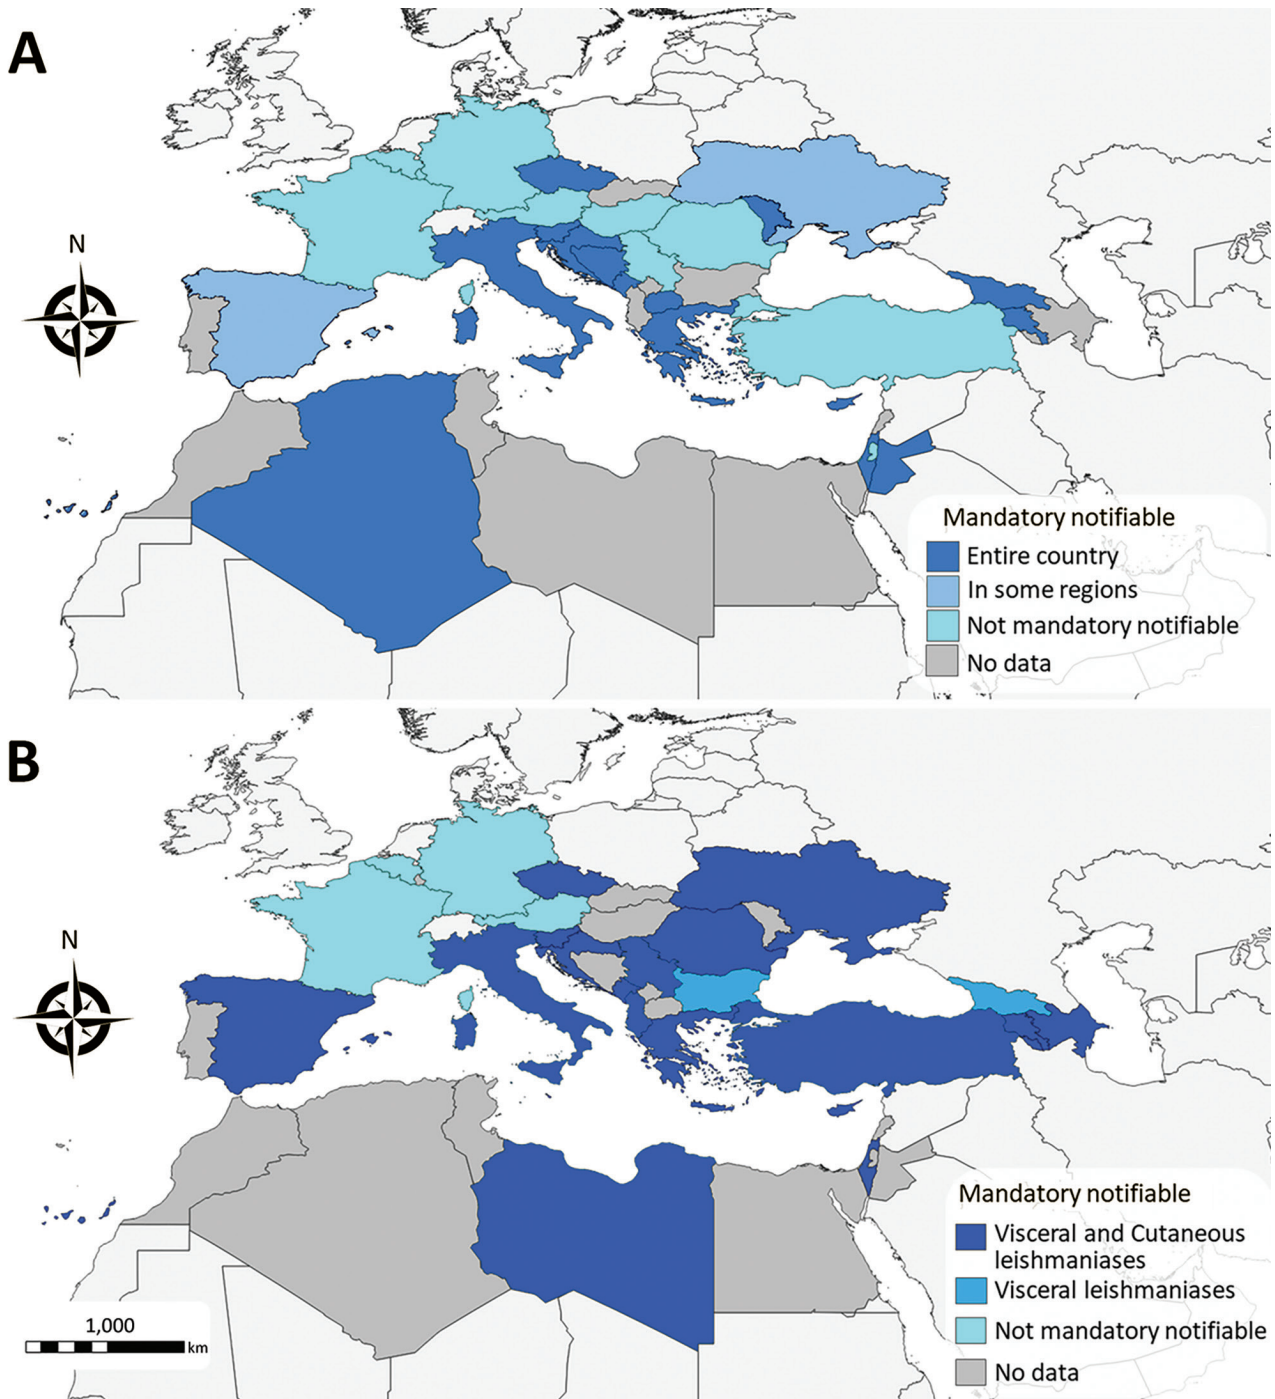 A
N
Mandatory notifiable
Entire country
In some regions
Not mandatory notifiable
No data
B
N
Mandatory notifiable
Visceral and Cutaneous
leishmaniases
Visceral leishmaniases
Not mandatory notifiable
No data
1,000
km